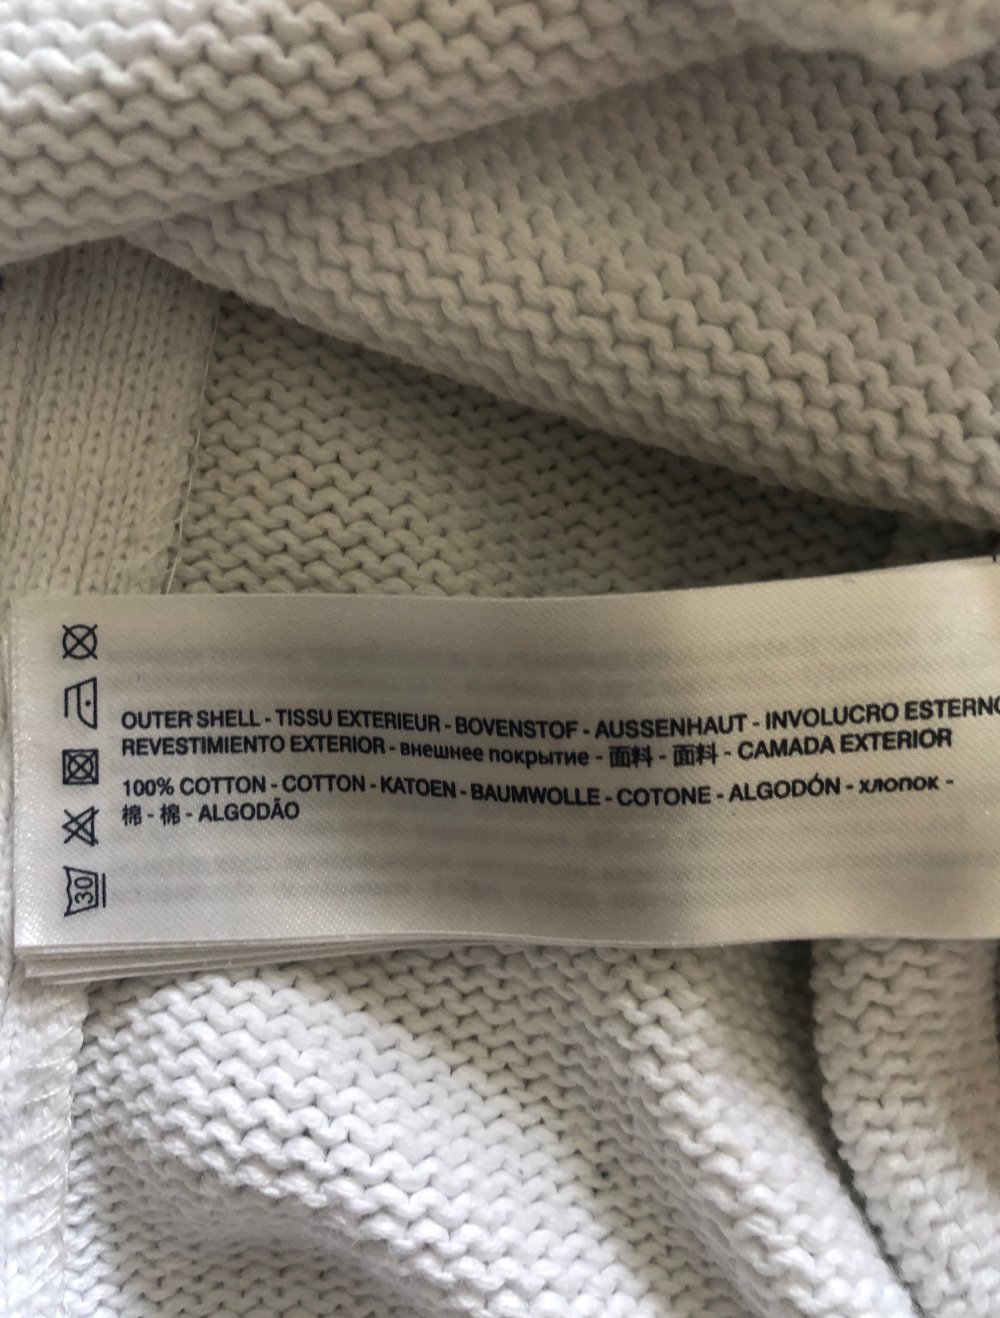 OUTER SHELL - TISSU EXTERIEUR - BOVENSTOF - AUSSENHAUT - INVOLUCRO ESTERNO
REVESTIMIENTO EXTERIOR - внешнее покрытие - 面料 - 面料 - CAMADA EXTERIOR
100% COTTON - COTTON - KATOEN - BAUMWOLLE - COTONE - ALGODÓN - хлопок -
棉 - 棉 - ALGODÃO
30